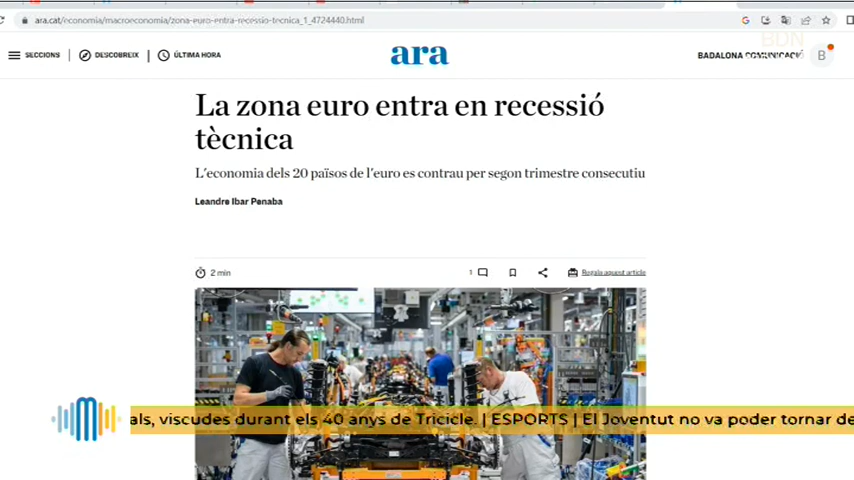 ara.cat/economia/macroeconomia/zona-euro-entra-recessio-tecnica_1_4724440.html
BDN
SECCIONS
DESCOBREIX
ÚLTIMA HORA
ara
BADALONA COMUNICACIÓ
B
La zona euro entra en recessió
tècnica
L'economia dels 20 països de l'euro es contrau per segon trimestre consecutiu
Leandre Ibar Penaba
2 min
1
Regala aquest article
als, viscudes durant els 40 anys de Tricicle. | ESPORTS | El Joventut no va poder tornar de